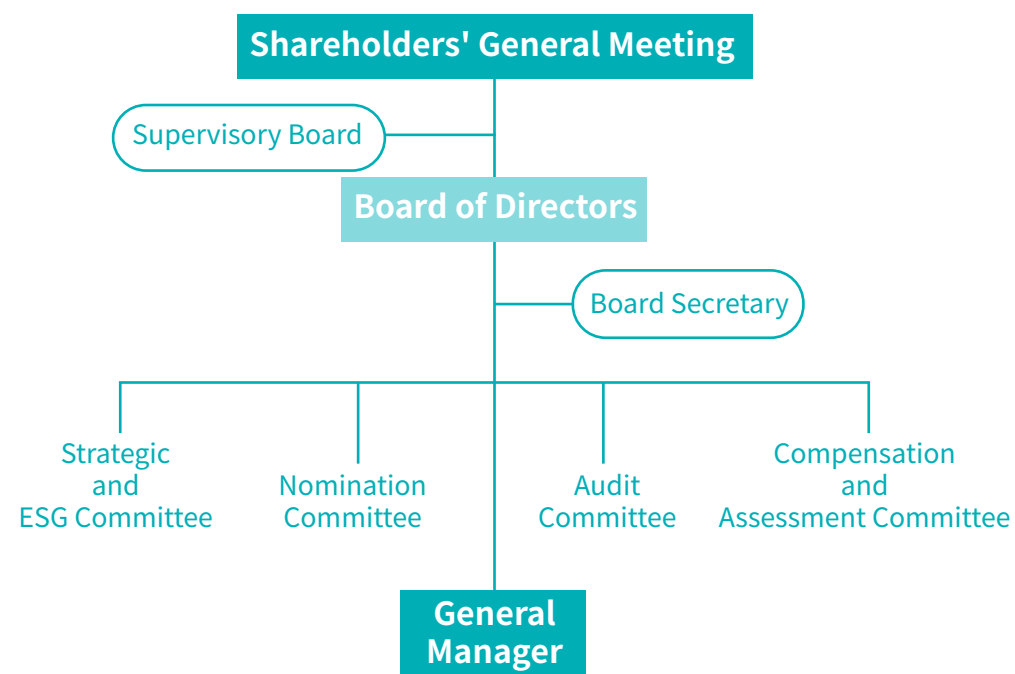 Shareholders' General Meeting
Supervisory Board
Board of Directors
Board Secretary
Strategic
and
ESG Committee
Nomination
Committee
Audit
Committee
Compensation
and
Assessment Committee
General
Manager